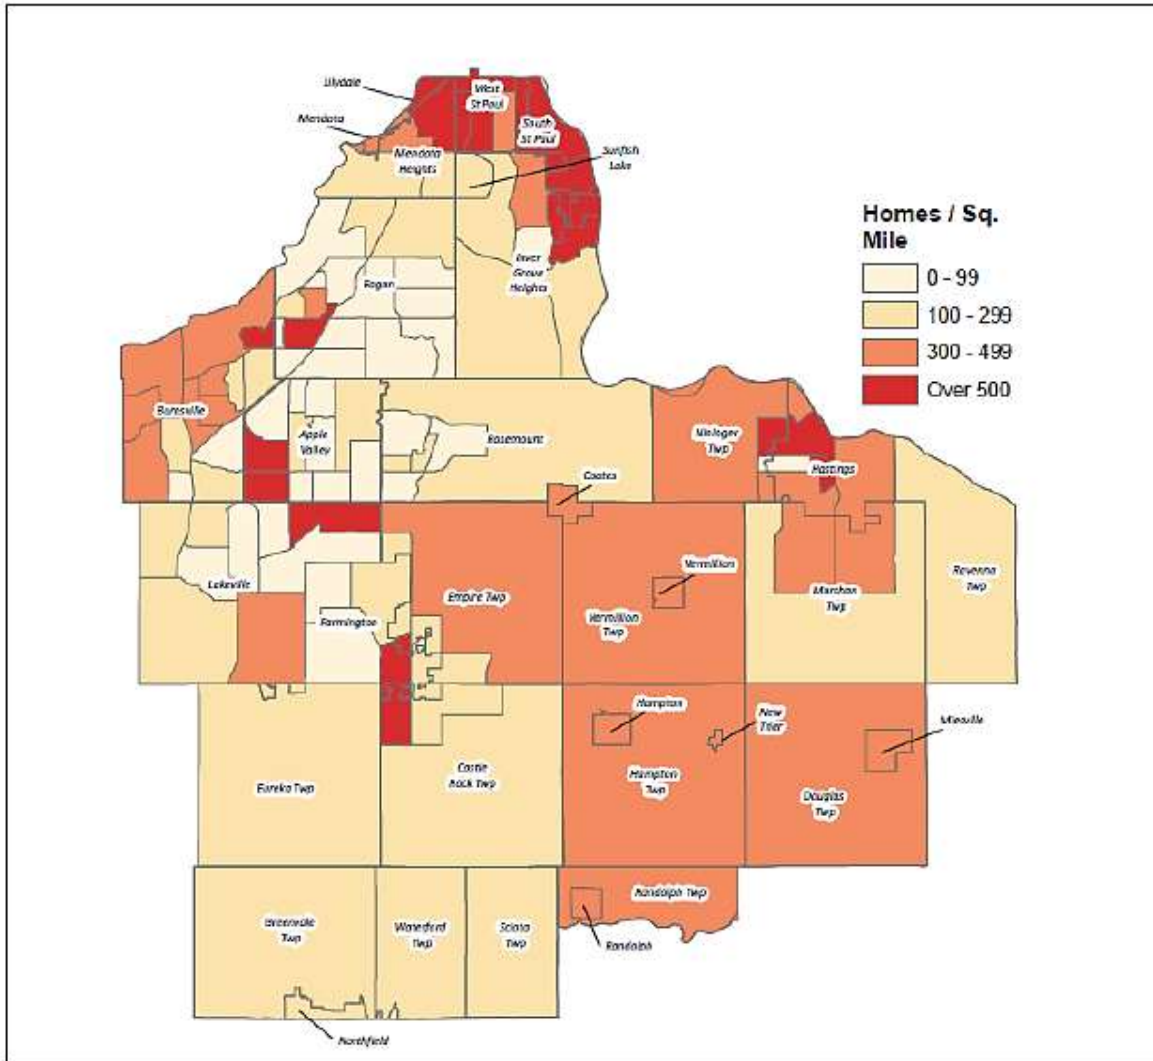 Lilydale
West
St Paul
Mendota
South
St Paul
Mendota
Heights
Sunfish
Lake
Homes / Sq.
Mile
0 - 99
100 - 299
300 - 499
Over 500
Inver
Grove
Heights
Eagan
Burnsville
Apple
Valley
Rosemount
Nininger
Twp
Hastings
Coates
Vermillion
Ravenna
Twp
Marshan
Twp
Lakeville
Farmington
Empire Twp
Vermillion
Twp
Hampton
New
Trier
Miesville
Eureka Twp
Castle
Rock Twp
Hampton
Twp
Douglas
Twp
Randolph Twp
Greenvale
Twp
Waterford
Twp
Sciota
Twp
Randolph
Northfield